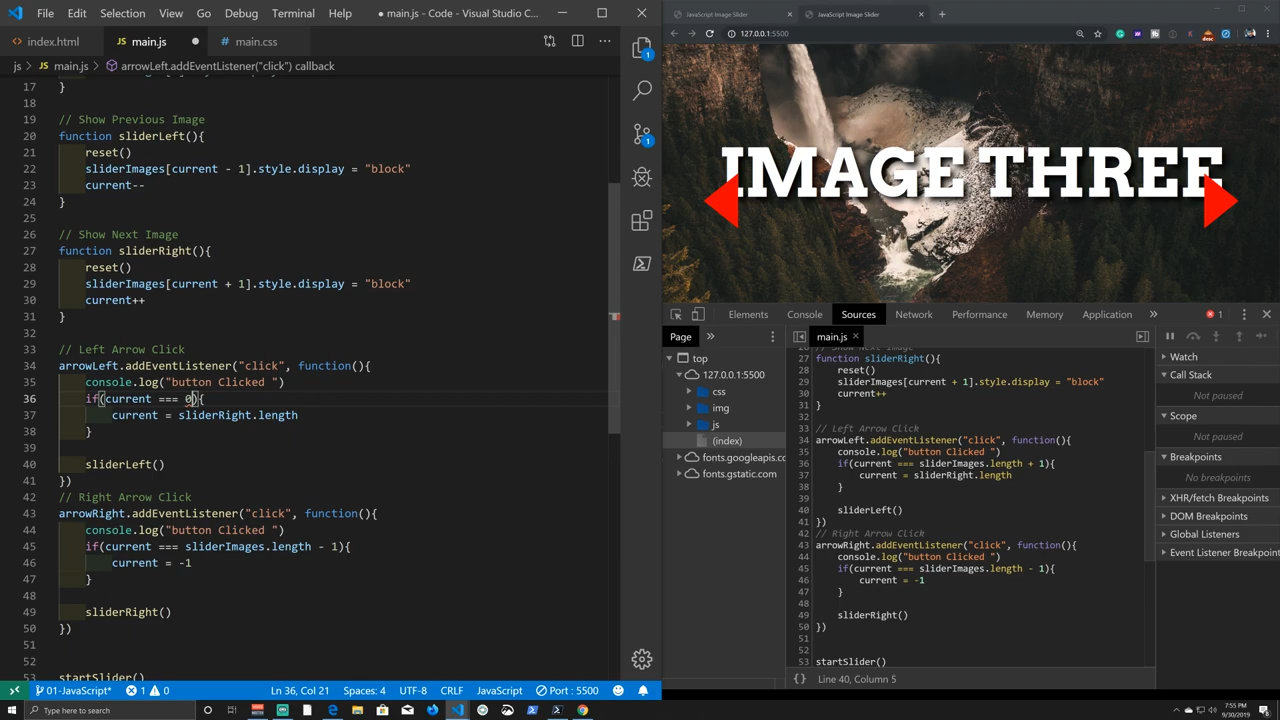 File Edit Selection View Go Debug Terminal Help ● main.js - Code - Visual Studio C...
index.html main.js ● # main.css ...
js > main.js > arrowLeft.addEventListener("click") callback
17 }
18
19 // Show Previous Image
20 function sliderLeft(){
21 reset()
22 sliderImages[current - 1].style.display = "block"
23 current--
24 }
25
26 // Show Next Image
27 function sliderRight(){
28 reset()
29 sliderImages[current + 1].style.display = "block"
30 current++
31 }
32
33 // Left Arrow Click
34 arrowLeft.addEventListener("click", function(){
35 console.log("button Clicked ")
36 if(current === 0){
37 current = sliderRight.length
38 }
39
40 sliderLeft()
41 })
42 // Right Arrow Click
43 arrowRight.addEventListener("click", function(){
44 console.log("button Clicked ")
45 if(current === sliderImages.length - 1){
46 current = -1
47 }
48
49 sliderRight()
50 })
51
52
53 startSlider()
1
1
01-JavaScript* 1 0 Ln 36, Col 21 Spaces: 4 UTF-8 CRLF JavaScript Port : 5500
JavaScript Image Slider JavaScript Image Slider
127.0.0.1:5500
IMAGE THREE
Elements Console Sources Network Performance Memory Application » 1
Page » main.js
top
127.0.0.1:5500
css
img
js
(index)
fonts.googleapis.cc
fonts.gstatic.com
27 function sliderRight(){
28 reset()
29 sliderImages[current + 1].style.display = "block"
30 current++
31 }
32
33 // Left Arrow Click
34 arrowLeft.addEventListener("click", function(){
35 console.log("button Clicked ")
36 if(current === sliderImages.length + 1){
37 current = sliderRight.length
38 }
39
40 sliderLeft()
41 })
42 // Right Arrow Click
43 arrowRight.addEventListener("click", function(){
44 console.log("button Clicked ")
45 if(current === sliderImages.length - 1){
46 current = -1
47 }
48
49 sliderRight()
50 })
51
52
53 startSlider()
{} Line 40, Column 5
Watch
Call Stack
Not paused
Scope
Not paused
Breakpoints
No breakpoints
XHR/fetch Breakpoints
DOM Breakpoints
Global Listeners
Event Listener Breakpoin
Type here to search
7:55 PM
9/30/2019